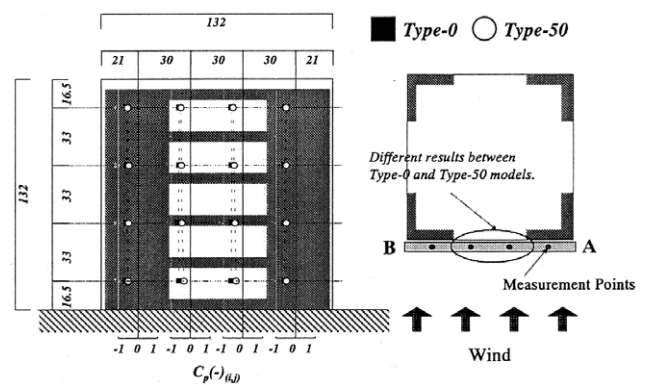 132
Type-0 Type-50
21 30 30 30 21
16.5
33
132
33
33
16.5
Different results between
Type-0 and Type-50 models.
B A
Measurement Points
-1 0 1 -1 0 1 -1 0 1 -1 0 1
Cp(-)(i,j)
Wind